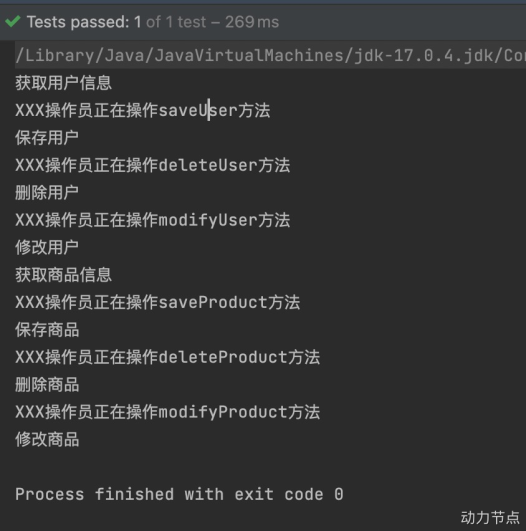 Tests passed: 1 of 1 test – 269 ms
/Library/Java/JavaVirtualMachines/jdk-17.0.4.jdk/Con
获取用户信息
XXX操作员正在操作saveUser方法
保存用户
XXX操作员正在操作deleteUser方法
删除用户
XXX操作员正在操作modifyUser方法
修改用户
获取商品信息
XXX操作员正在操作saveProduct方法
保存商品
XXX操作员正在操作deleteProduct方法
删除商品
XXX操作员正在操作modifyProduct方法
修改商品
Process finished with exit code 0
动力节点